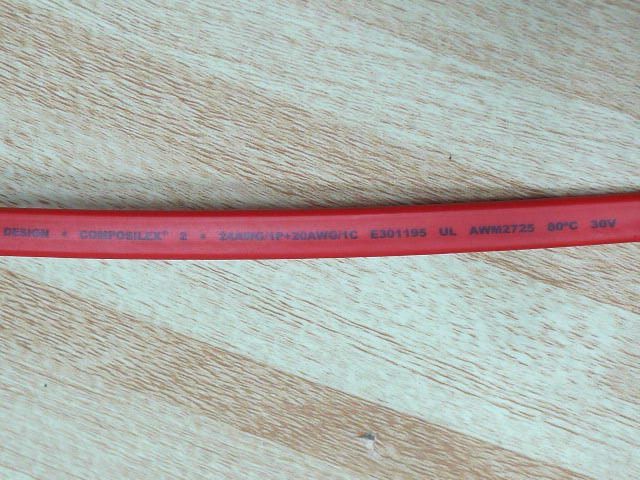 DESIGN * COMPOSILEX® 2 * 24AWG/1P+20AWG/1C E301195 UL AWM2725 80°C 30V